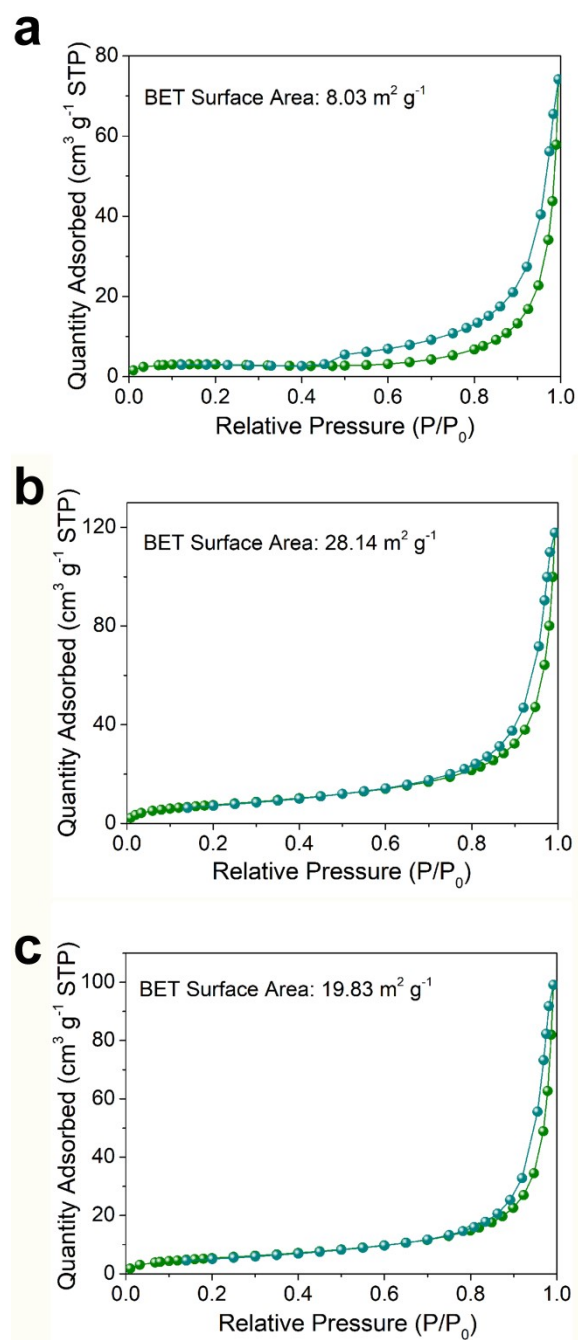 a
80
60
40
20
0
Quantity Adsorbed (cm³ g⁻¹ STP)
BET Surface Area: 8.03 m² g⁻¹
0.0 0.2 0.4 0.6 0.8 1.0
Relative Pressure (P/P₀)
b
120
80
40
0
Quantity Adsorbed (cm³ g⁻¹ STP)
BET Surface Area: 28.14 m² g⁻¹
0.0 0.2 0.4 0.6 0.8 1.0
Relative Pressure (P/P₀)
c
100
80
60
40
20
0
Quantity Adsorbed (cm³ g⁻¹ STP)
BET Surface Area: 19.83 m² g⁻¹
0.0 0.2 0.4 0.6 0.8 1.0
Relative Pressure (P/P₀)